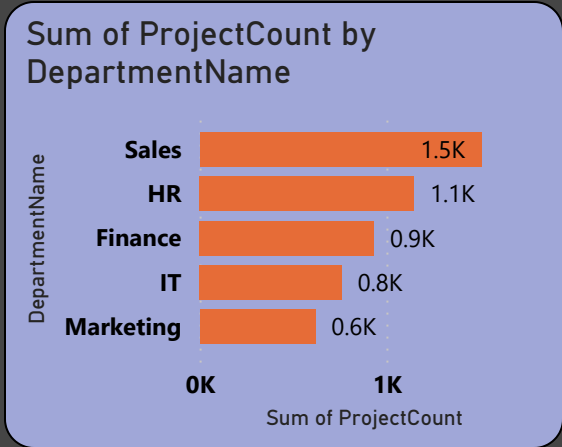 Sum of ProjectCount by
DepartmentName
DepartmentName
Sales 1.5K
HR 1.1K
Finance 0.9K
IT 0.8K
Marketing 0.6K
0K 1K
Sum of ProjectCount